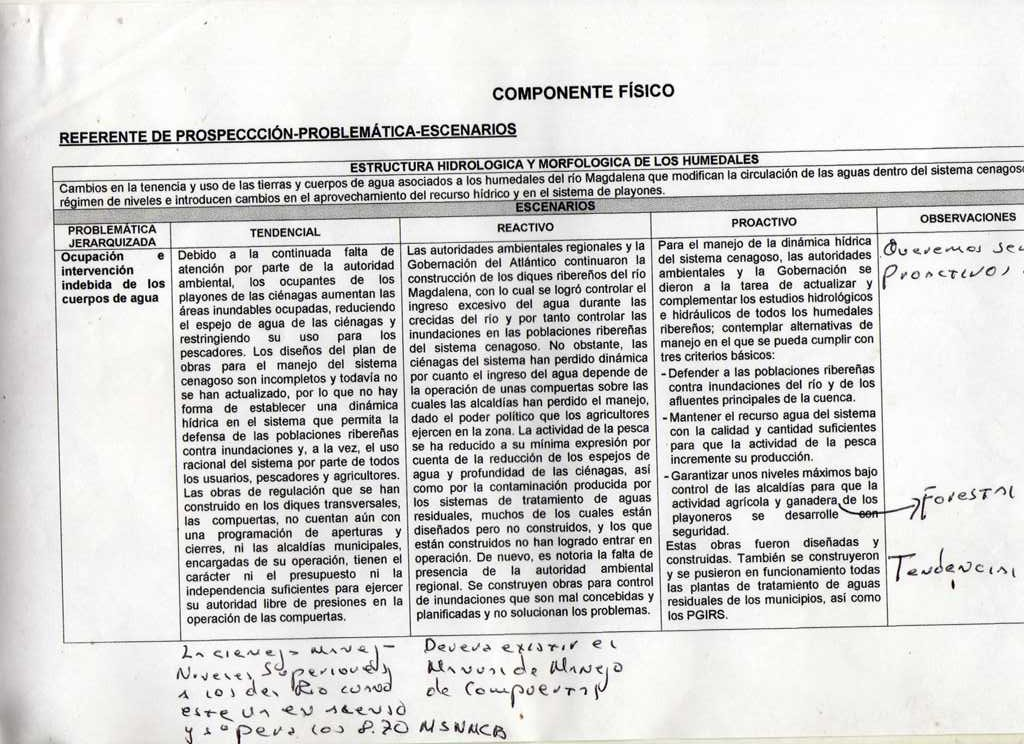 COMPONENTE FÍSICO
REFERENTE DE PROSPECCCIÓN-PROBLEMÁTICA-ESCENARIOS
ESTRUCTURA HIDROLOGICA Y MORFOLOGICA DE LOS HUMEDALES
Cambios en la tenencia y uso de las tierras y cuerpos de agua asociados a los humedales del río Magdalena que modifican la circulación de las aguas dentro del sistema cenagoso
régimen de niveles e introducen cambios en el aprovechamiento del recurso hídrico y en el sistema de playones.
ESCENARIOS
PROBLEMÁTICA
JERARQUIZADA
TENDENCIAL
REACTIVO
PROACTIVO
OBSERVACIONES
Ocupación e
intervención
indebida de los
cuerpos de agua
Debido a la continuada falta de
atención por parte de la autoridad
ambiental, los ocupantes de los
playones de las ciénagas aumentan las
áreas inundables ocupadas, reduciendo
el espejo de agua de las ciénagas y
restringiendo su uso para los
pescadores. Los diseños del plan de
obras para el manejo del sistema
cenagoso son incompletos y todavía no
se han actualizado, por lo que no hay
forma de establecer una dinámica
hídrica en el sistema que permita la
defensa de las poblaciones ribereñas
contra inundaciones y, a la vez, el uso
racional del sistema por parte de todos
los usuarios, pescadores y agricultores.
Las obras de regulación que se han
construido en los diques transversales,
las compuertas, no cuentan aún con
una programación de aperturas y
cierres, ni las alcaldías municipales,
encargadas de su operación, tienen el
carácter ni el presupuesto ni la
independencia suficientes para ejercer
su autoridad libre de presiones en la
operación de las compuertas.
Las autoridades ambientales regionales y la
Gobernación del Atlántico continuaron la
construcción de los diques ribereños del río
Magdalena, con lo cual se logró controlar el
ingreso excesivo del agua durante las
crecidas del río y por tanto controlar las
inundaciones en las poblaciones ribereñas
del sistema cenagoso. No obstante, las
ciénagas del sistema han perdido dinámica
por cuanto el ingreso del agua depende de
la operación de unas compuertas sobre las
cuales las alcaldías han perdido el manejo,
dado el poder político que los agricultores
ejercen en la zona. La actividad de la pesca
se ha reducido a su mínima expresión por
cuenta de la reducción de los espejos de
agua y profundidad de las ciénagas, así
como por la contaminación producida por
los sistemas de tratamiento de aguas
residuales, muchos de los cuales están
diseñados pero no construidos, y los que
están construidos no han logrado entrar en
operación. De nuevo, es notoria la falta de
presencia de la autoridad ambiental
regional. Se construyen obras para control
de inundaciones que son mal concebidas y
planificadas y no solucionan los problemas.
Para el manejo de la dinámica hídrica
del sistema cenagoso, las autoridades
ambientales y la Gobernación se
dieron a la tarea de actualizar y
complementar los estudios hidrológicos
e hidráulicos de todos los humedales
ribereños; contemplar alternativas de
manejo en el que se pueda cumplir con
tres criterios básicos:
- Defender a las poblaciones ribereñas
contra inundaciones del río y de los
afluentes principales de la cuenca.
- Mantener el recurso agua del sistema
con la calidad y cantidad suficientes
para que la actividad de la pesca
incremente su producción.
- Garantizar unos niveles máximos bajo
control de las alcaldías para que la
actividad agrícola y ganadera de los
playoneros se desarrolle con
seguridad.
Estas obras fueron diseñadas y
construidas. También se construyeron
y se pusieron en funcionamiento todas
las plantas de tratamiento de aguas
residuales de los municipios, así como
los PGIRS.
Queremos
Proactivos
Forestal
Tendencial
La cienega maneja
Niveles superiores
a los del Rio cuando
este un en ascenso
y supera los 8.70 MSNMCB
Devera existir el
Manual de Manejo
de Compuertas